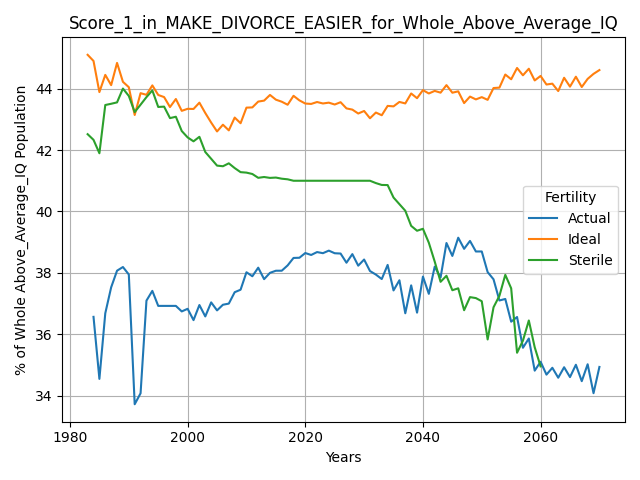 Score_1_in_MAKE_DIVORCE_EASIER_for_Whole_Above_Average_IQ
% of Whole Above_Average_IQ Population
44
42
40
38
36
34
Fertility
Actual
Ideal
Sterile
1980
2000
2020
2040
2060
Years